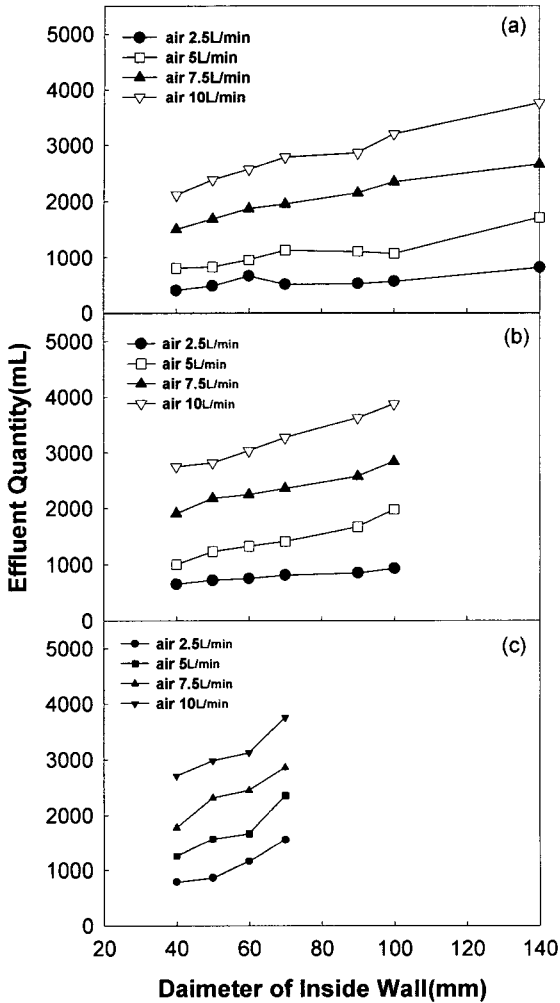 5000
4000
3000
2000
1000
0
(a)
air 2.5L/min
air 5L/min
air 7.5L/min
air 10L/min
5000
4000
3000
2000
1000
0
(b)
air 2.5L/min
air 5L/min
air 7.5L/min
air 10L/min
Effluent Quantity(mL)
5000
4000
3000
2000
1000
0
(c)
air 2.5L/min
air 5L/min
air 7.5L/min
air 10L/min
20 40 60 80 100 120 140
Daimeter of Inside Wall(mm)